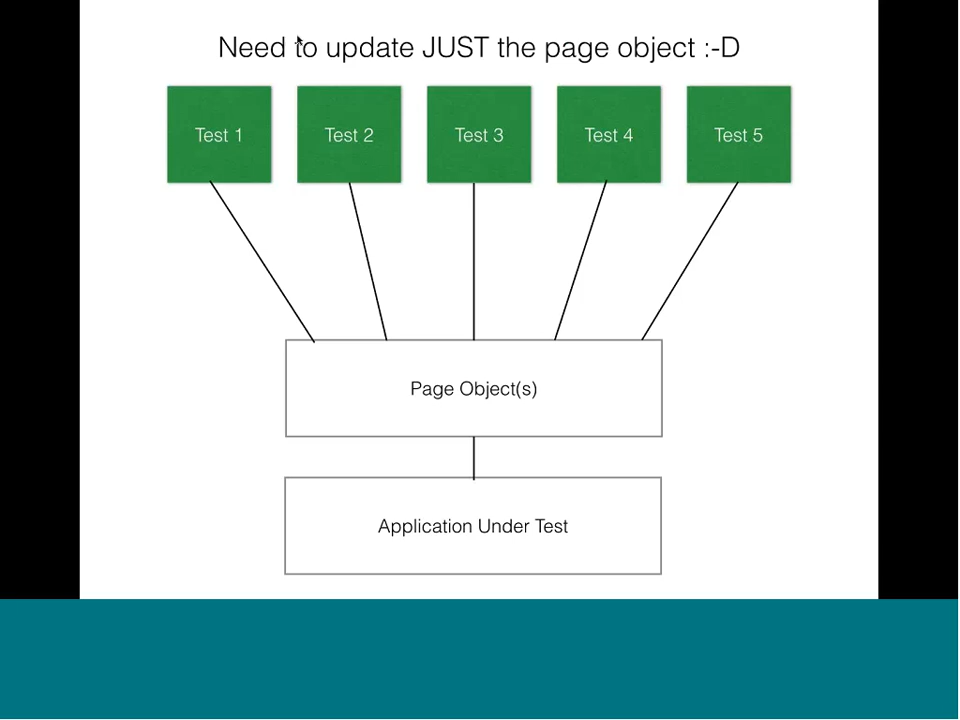 Need to update JUST the page object :-D
Test 1
Test 2
Test 3
Test 4
Test 5
Page Object(s)
Application Under Test